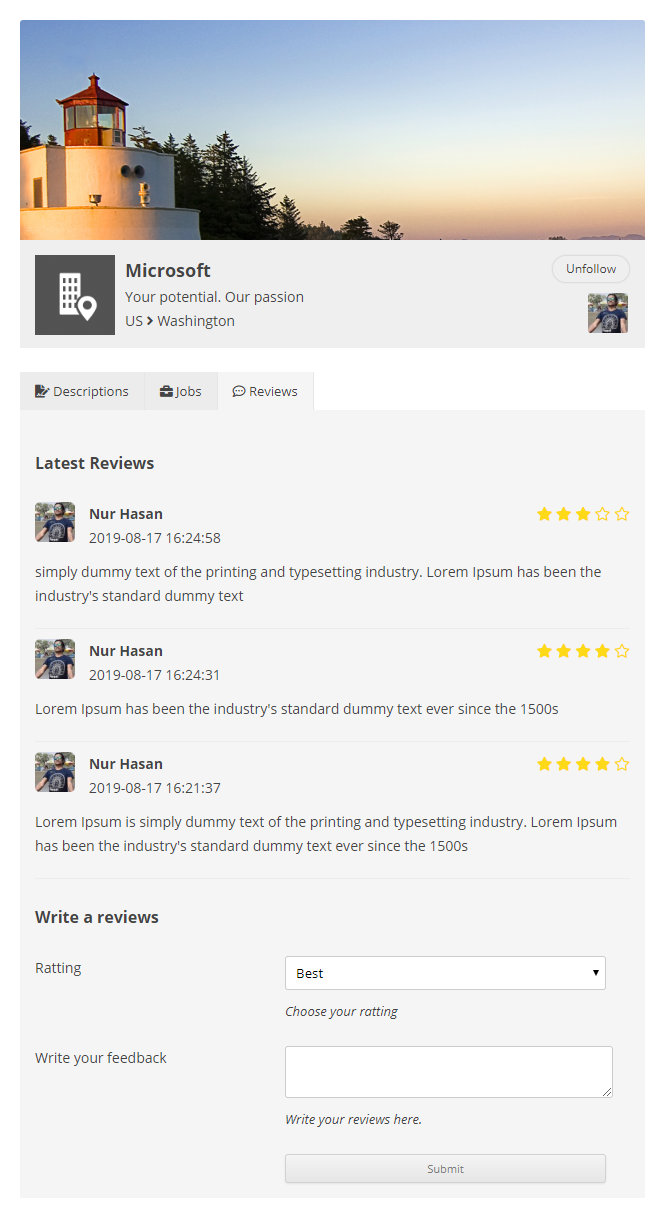 Microsoft
Unfollow
Your potential. Our passion
US > Washington
Descriptions
Jobs
Reviews
Latest Reviews
Nur Hasan
2019-08-17 16:24:58
simply dummy text of the printing and typesetting industry. Lorem Ipsum has been the
industry's standard dummy text
Nur Hasan
2019-08-17 16:24:31
Lorem Ipsum has been the industry's standard dummy text ever since the 1500s
Nur Hasan
2019-08-17 16:21:37
Lorem Ipsum is simply dummy text of the printing and typesetting industry. Lorem Ipsum
has been the industry's standard dummy text ever since the 1500s
Write a reviews
Ratting
Best
Choose your ratting
Write your feedback
Write your reviews here.
Submit